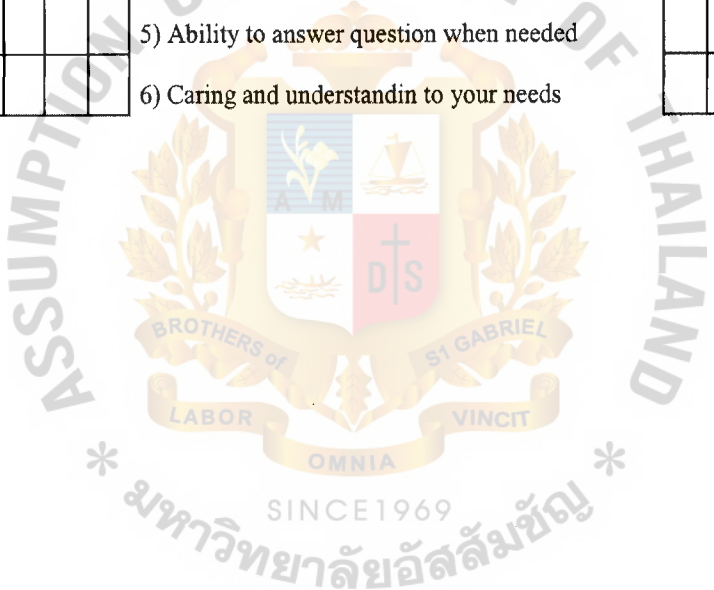 5) Ability to answer question when needed
6) Caring and understandin to your needs
OF THAILAND
ASSUMPTION
A M
D S
BROTHERS of
ST GABRIEL
LABOR
VINCIT
OMNIA
SINCE1969
* มหาวิทยาลัยอัสสัมชัญ *